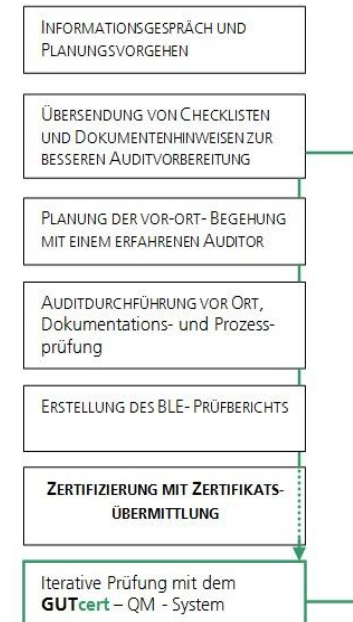 INFORMATIONSGESPRÄCH UND
PLANUNGSVORGEHEN
ÜBERSENDUNG VON CHECKLISTEN
UND DOKUMENTENHINWEISEN ZUR
BESSEREN AUDITVORBEREITUNG
PLANUNG DER VOR-ORT- BEGEHUNG
MIT EINEM ERFAHRENEN AUDITOR
AUDITDURCHFÜHRUNG VOR ORT,
Dokumentations- und Prozess-
prüfung
ERSTELLUNG DES BLE- PRÜFBERICHTS
ZERTIFIZIERUNG MIT ZERTIFIKATS-
ÜBERMITTLUNG
Iterative Prüfung mit dem
GUTcert – QM - System